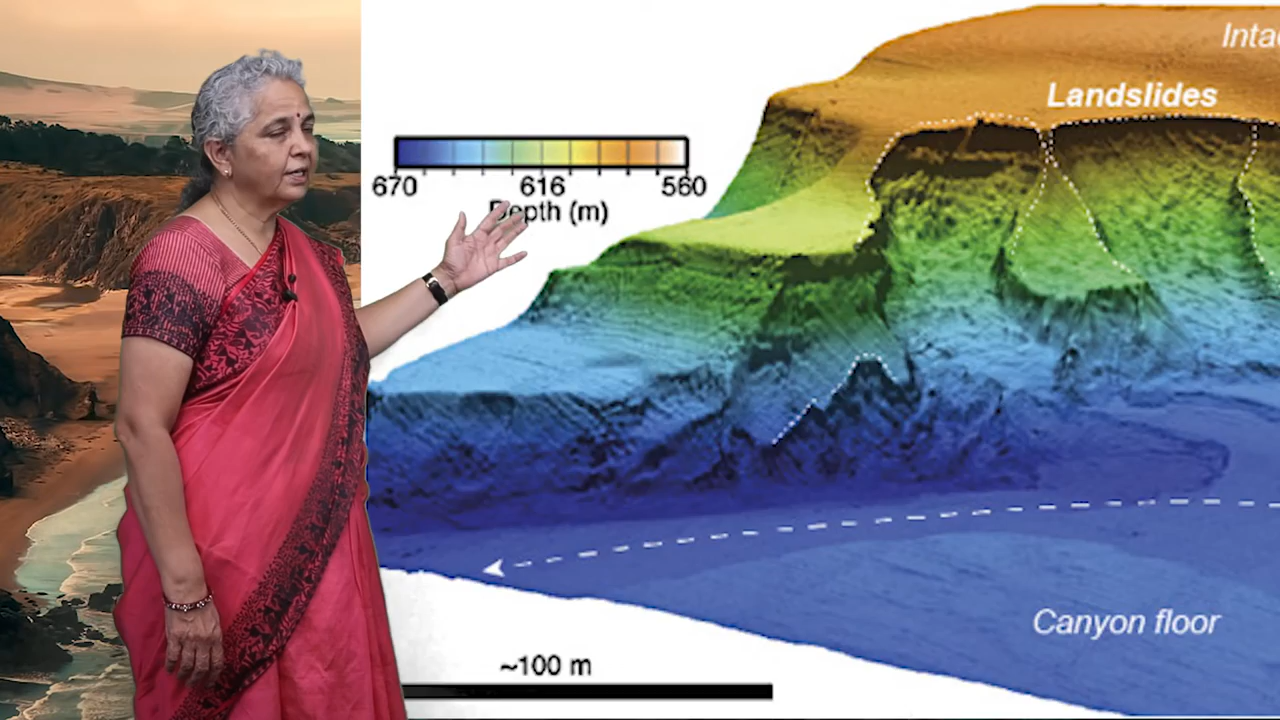 Landslides
670 616 560
Depth (m)
Canyon floor
~100 m